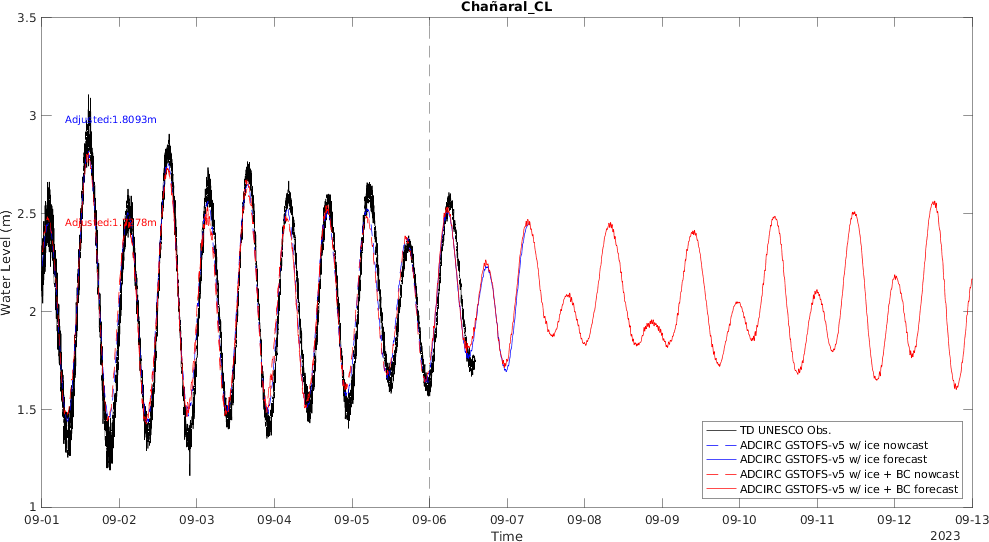 Chañaral_CL
3.5
3
2.5
2
1.5
1
Water Level (m)
Adjusted:1.8093m
TD UNESCO Obs.
ADCIRC GSTOFS-v5 w/ ice nowcast
ADCIRC GSTOFS-v5 w/ ice forecast
ADCIRC GSTOFS-v5 w/ ice + BC nowcast
ADCIRC GSTOFS-v5 w/ ice + BC forecast
09-01 09-02 09-03 09-04 09-05 09-06 09-07 09-08 09-09 09-10 09-11 09-12 09-13
Time
2023